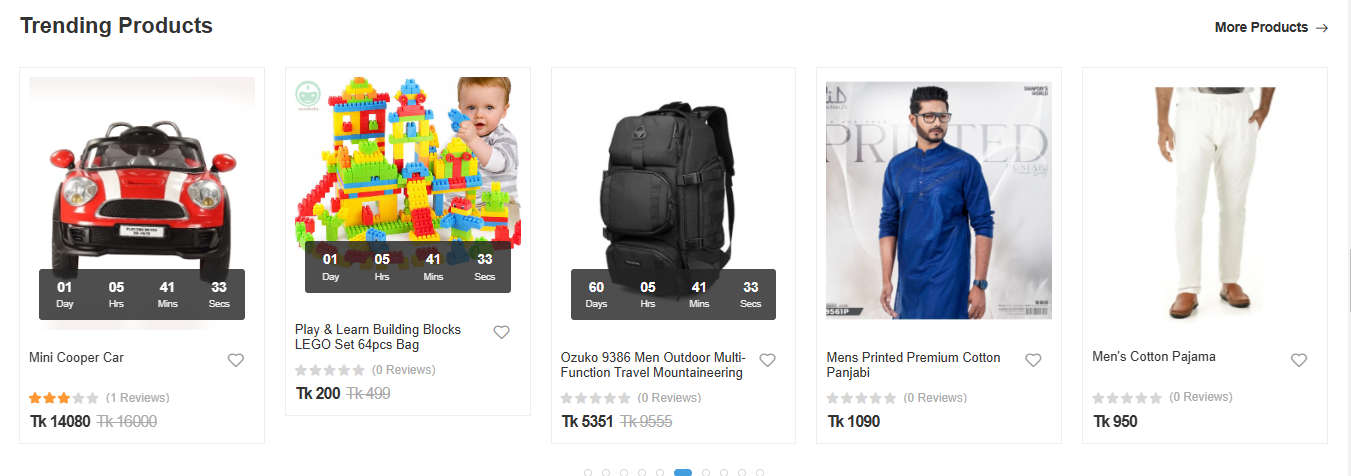 Trending Products
More Products →
01 05 41 33
Day Hrs Mins Secs
Mini Cooper Car
(1 Reviews)
Tk 14080 Tk 16000
01 05 41 33
Day Hrs Mins Secs
Play & Learn Building Blocks
LEGO Set 64pcs Bag
(0 Reviews)
Tk 200 Tk 499
60 05 41 33
Days Hrs Mins Secs
Ozuko 9386 Men Outdoor Multi-
Function Travel Mountaineering
(0 Reviews)
Tk 5351 Tk 9555
WORLD
PRINTED
9561P
Mens Printed Premium Cotton
Panjabi
(0 Reviews)
Tk 1090
Men's Cotton Pajama
(0 Reviews)
Tk 950